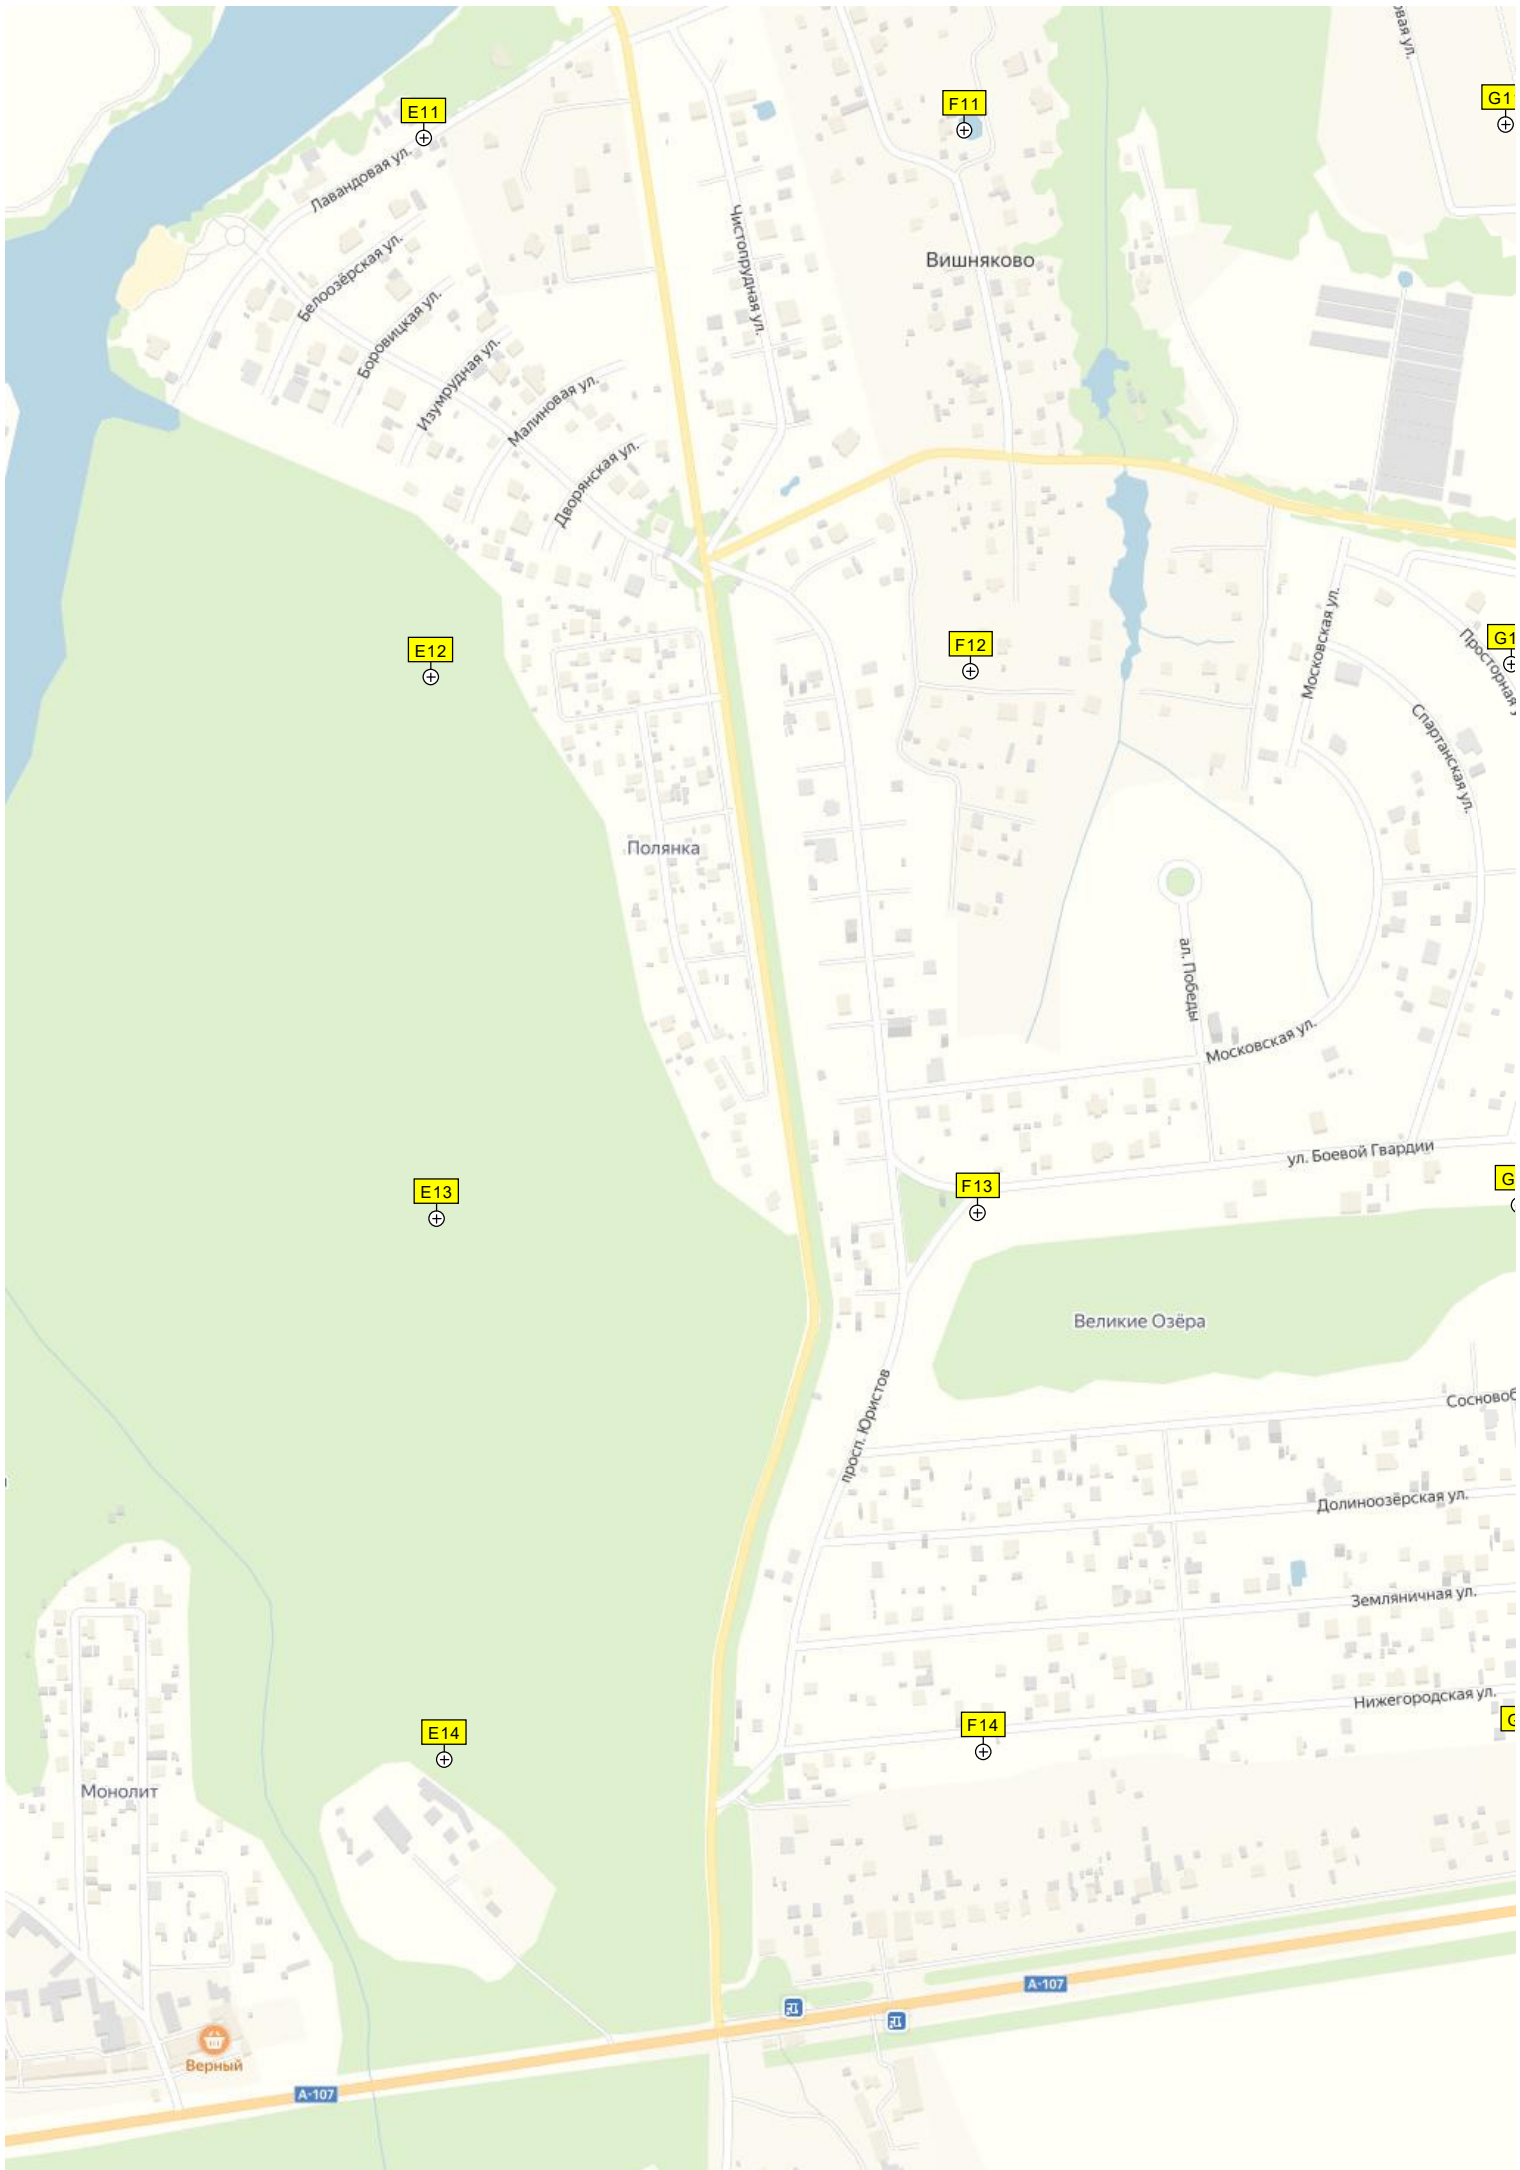 E11
F11
G1
Лавандовая ул.
Чистопрудная ул.
Белоозёрская ул.
Вишняково
Боровицкая ул.
Изумрудная ул.
Малиновая ул.
Дворянская ул.
E12
F12
G1
Московская ул.
Просторная
Спартанская ул.
Полянка
ал. Победы
Московская ул.
ул. Боевой Гвардии
E13
F13
G
Великие Озёра
просп. Юристов
Сосновоб
Долиноозёрская ул.
Земляничная ул.
Нижегородская ул.
E14
F14
G
Монолит
А-107
Верный
А-107